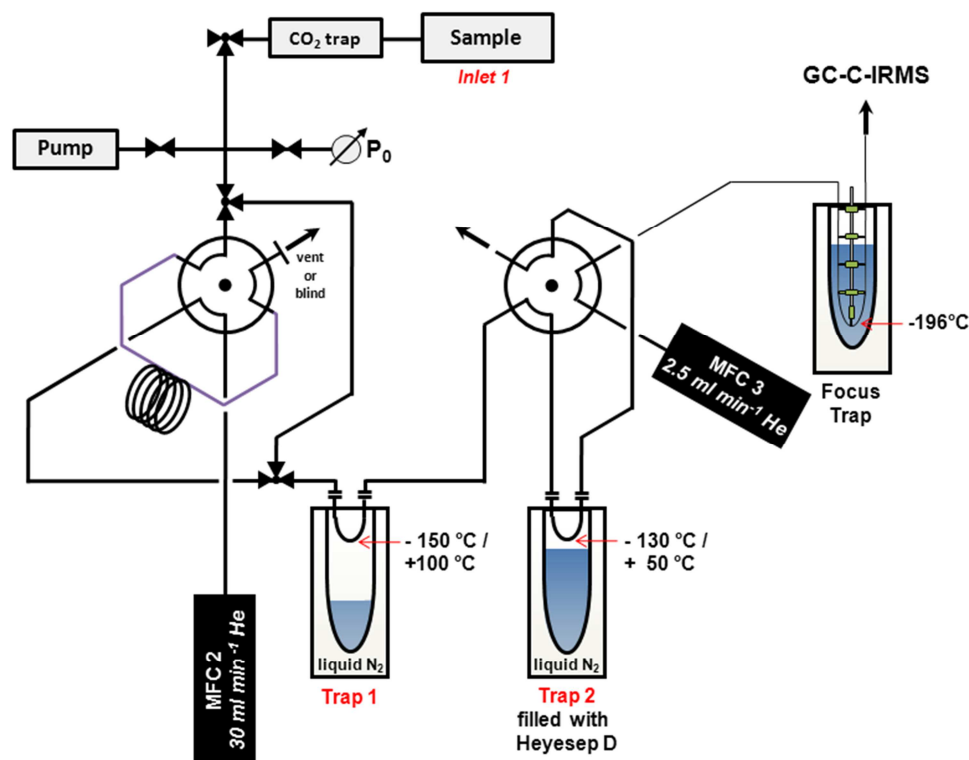 CO₂ trap
Sample
Inlet 1
GC-C-IRMS
Pump
P₀
vent
or
blind
-196°C
MFC 3
2.5 ml min⁻¹ He
Focus
Trap
- 150 °C /
+100 °C
- 130 °C /
+ 50 °C
MFC 2
30 ml min ⁻¹ He
liquid N₂
liquid N₂
Trap 1
Trap 2
filled with
Heyesep D